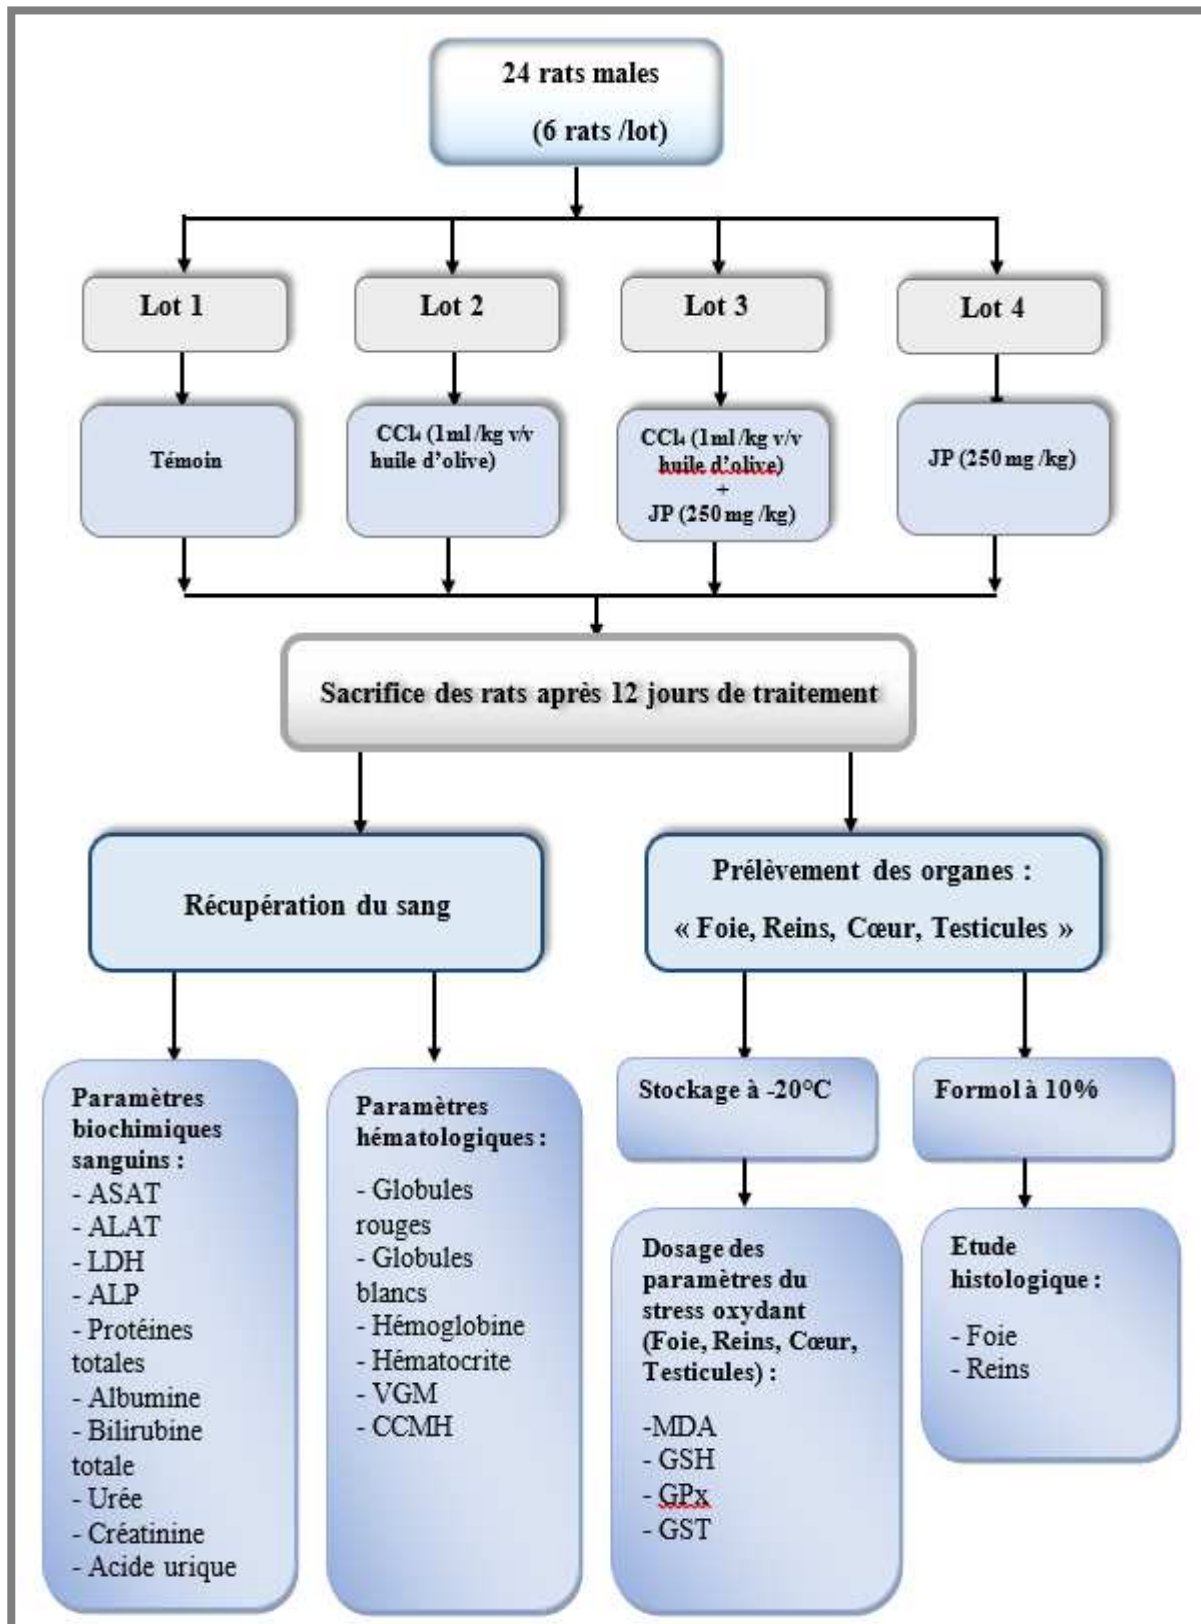 24 rats males
(6 rats /lot)
Lot 1
Lot 2
Lot 3
Lot 4
Témoin
CCl₄ (1ml /kg v/v
huile d’olive)
CCl₄ (1ml /kg v/v
huile d’olive)
+
JP (250 mg /kg)
JP (250 mg /kg)
Sacrifice des rats après 12 jours de traitement
Récupération du sang
Prélèvement des organes :
« Foie, Reins, Cœur, Testicules »
Paramètres
biochimiques
sanguins :
- ASAT
- ALAT
- LDH
- ALP
- Protéines
totales
- Albumine
- Bilirubine
totale
- Urée
- Créatinine
- Acide urique
Paramètres
hématologiques :
- Globules
rouges
- Globules
blancs
- Hémoglobine
- Hématocrite
- VGM
- CCMH
Stockage à -20°C
Formol à 10%
Dosage des
paramètres du
stress oxydant
(Foie, Reins, Cœur,
Testicules) :
-MDA
- GSH
- GPx
- GST
Etude
histologique :
- Foie
- Reins